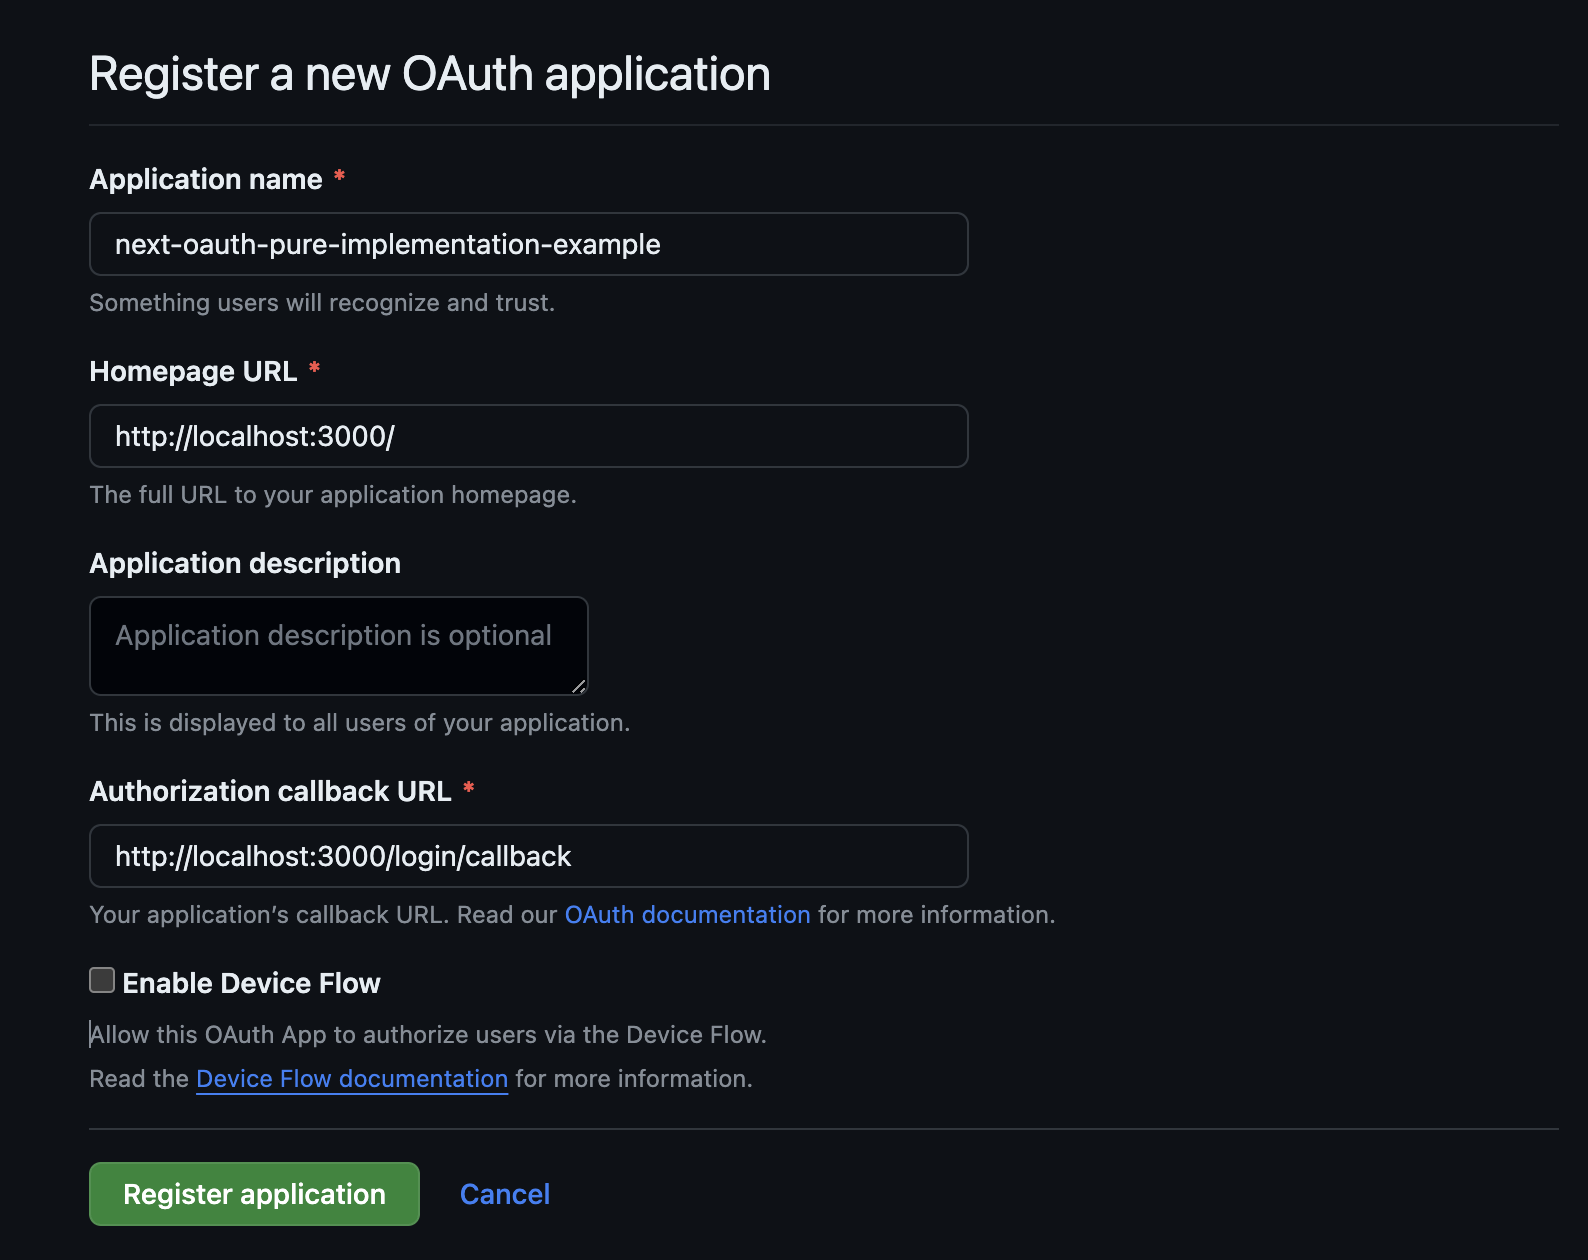 Register a new OAuth application
Application name *
next-oauth-pure-implementation-example
Something users will recognize and trust.
Homepage URL *
http://localhost:3000/
The full URL to your application homepage.
Application description
Application description is optional
This is displayed to all users of your application.
Authorization callback URL *
http://localhost:3000/login/callback
Your application’s callback URL. Read our OAuth documentation for more information.
Enable Device Flow
Allow this OAuth App to authorize users via the Device Flow.
Read the Device Flow documentation for more information.
Register application Cancel